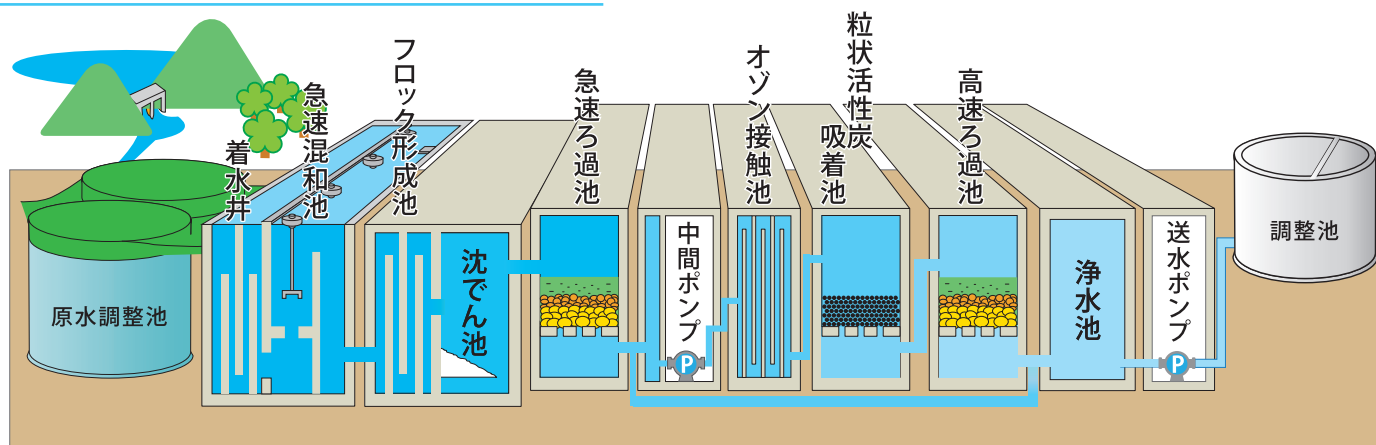 原水調整池
着水井
急速混和池
フロック形成池
沈でん池
急速ろ過池
中間ポンプ
P
オゾン接触池
粒状活性炭
吸着池
高速ろ過池
浄水池
送水ポンプ
P
調整池